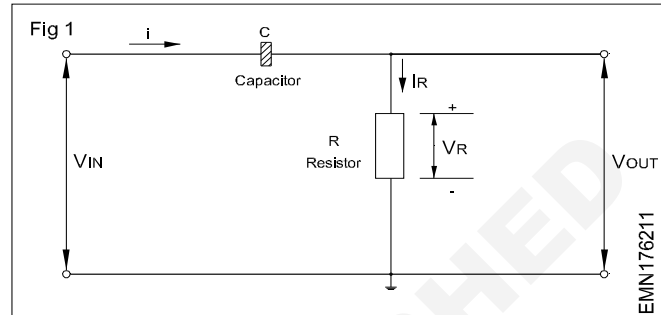 Fig 1
i
C
Capacitor
IR
+
R
Resistor
VR
-
VIN
VOUT
EMN176211